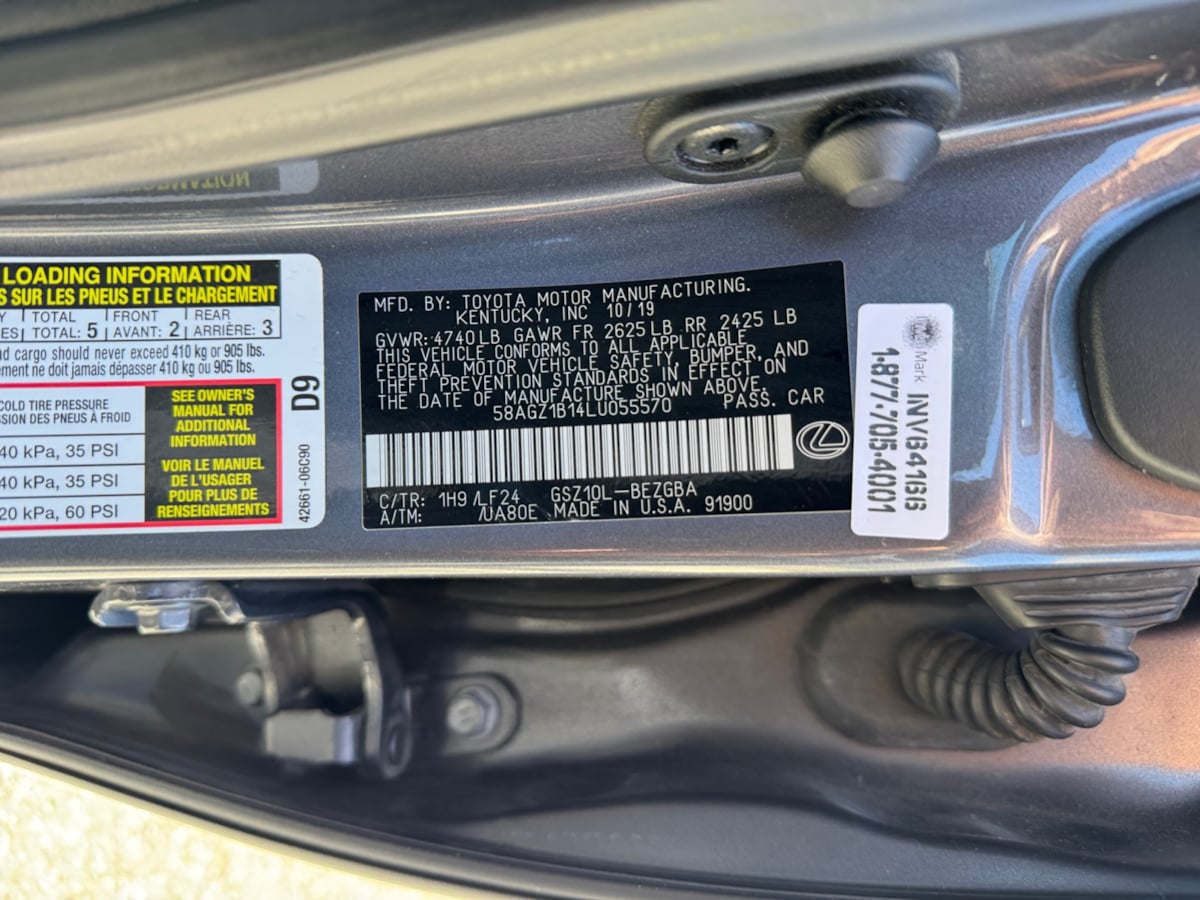 LOADING INFORMATION
S SUR LES PNEUS ET LE CHARGEMENT
TOTAL FRONT REAR
TOTAL: 5 AVANT: 2 ARRIÈRE: 3
cargo should never exceed 410 kg or 905 lbs.
ne doit jamais dépasser 410 kg ou 905 lbs.
COLD TIRE PRESSURE
DES PNEUS À FROID
40 kPa, 35 PSI
40 kPa, 35 PSI
20 kPa, 60 PSI
SEE OWNER'S
MANUAL FOR
ADDITIONAL
INFORMATION
VOIR LE MANUEL
DE L'USAGER
POUR PLUS DE
RENSEIGNEMENTS
D9
42661-06C90
MFD. BY: TOYOTA MOTOR MANUFACTURING.
KENTUCKY, INC 10/19
GVWR:4740LB GAWR FR 2625LB RR 2425 LB
THIS VEHICLE CONFORMS TO ALL APPLICABLE
FEDERAL MOTOR VEHICLE SAFETY, BUMPER, AND
THEFT PREVENTION STANDARDS IN EFFECT ON
THE DATE OF MANUFACTURE SHOWN ABOVE.
58AGZ1B14LU055570 PASS. CAR
C/TR: 1H9/LF24 GSZ10L-BEZGBA
A/TM: /UA80E MADE IN U.S.A. 91900
Mark
INVB41366
1-877-705-4001